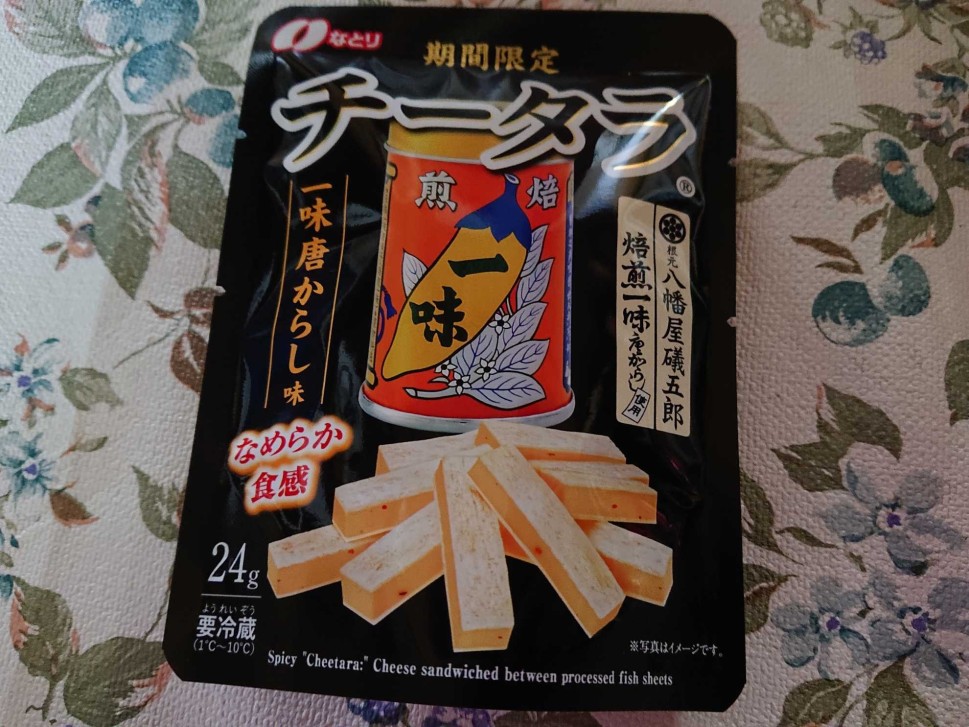 なとり
期間限定
チータラ®
煎 焙
一味
一味唐からし味
根元 八幡屋礒五郎
焙煎一味唐がらし使用
なめらか
食感
24g
ようれいぞう
要冷蔵
(1℃～10℃)
※写真はイメージです。
Spicy "Cheetara:" Cheese sandwiched between processed fish sheets